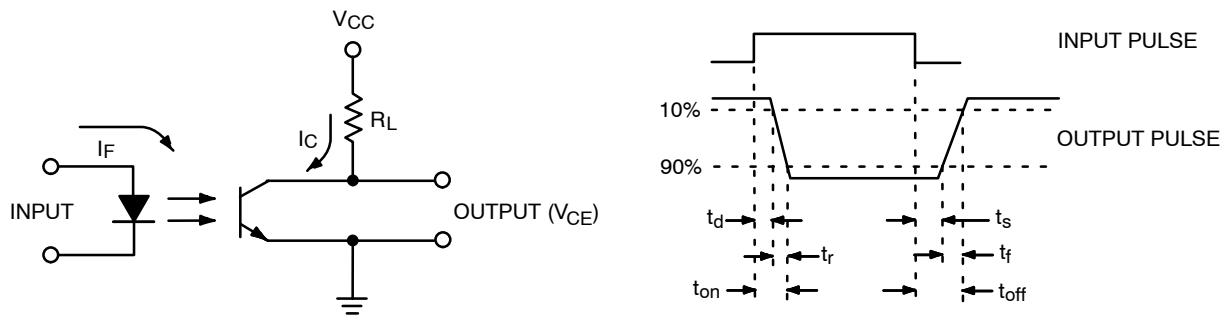 VCC
RL
IC
IF
INPUT
OUTPUT (VCE)
INPUT PULSE
10%
OUTPUT PULSE
90%
td
ts
tr
tf
ton
toff